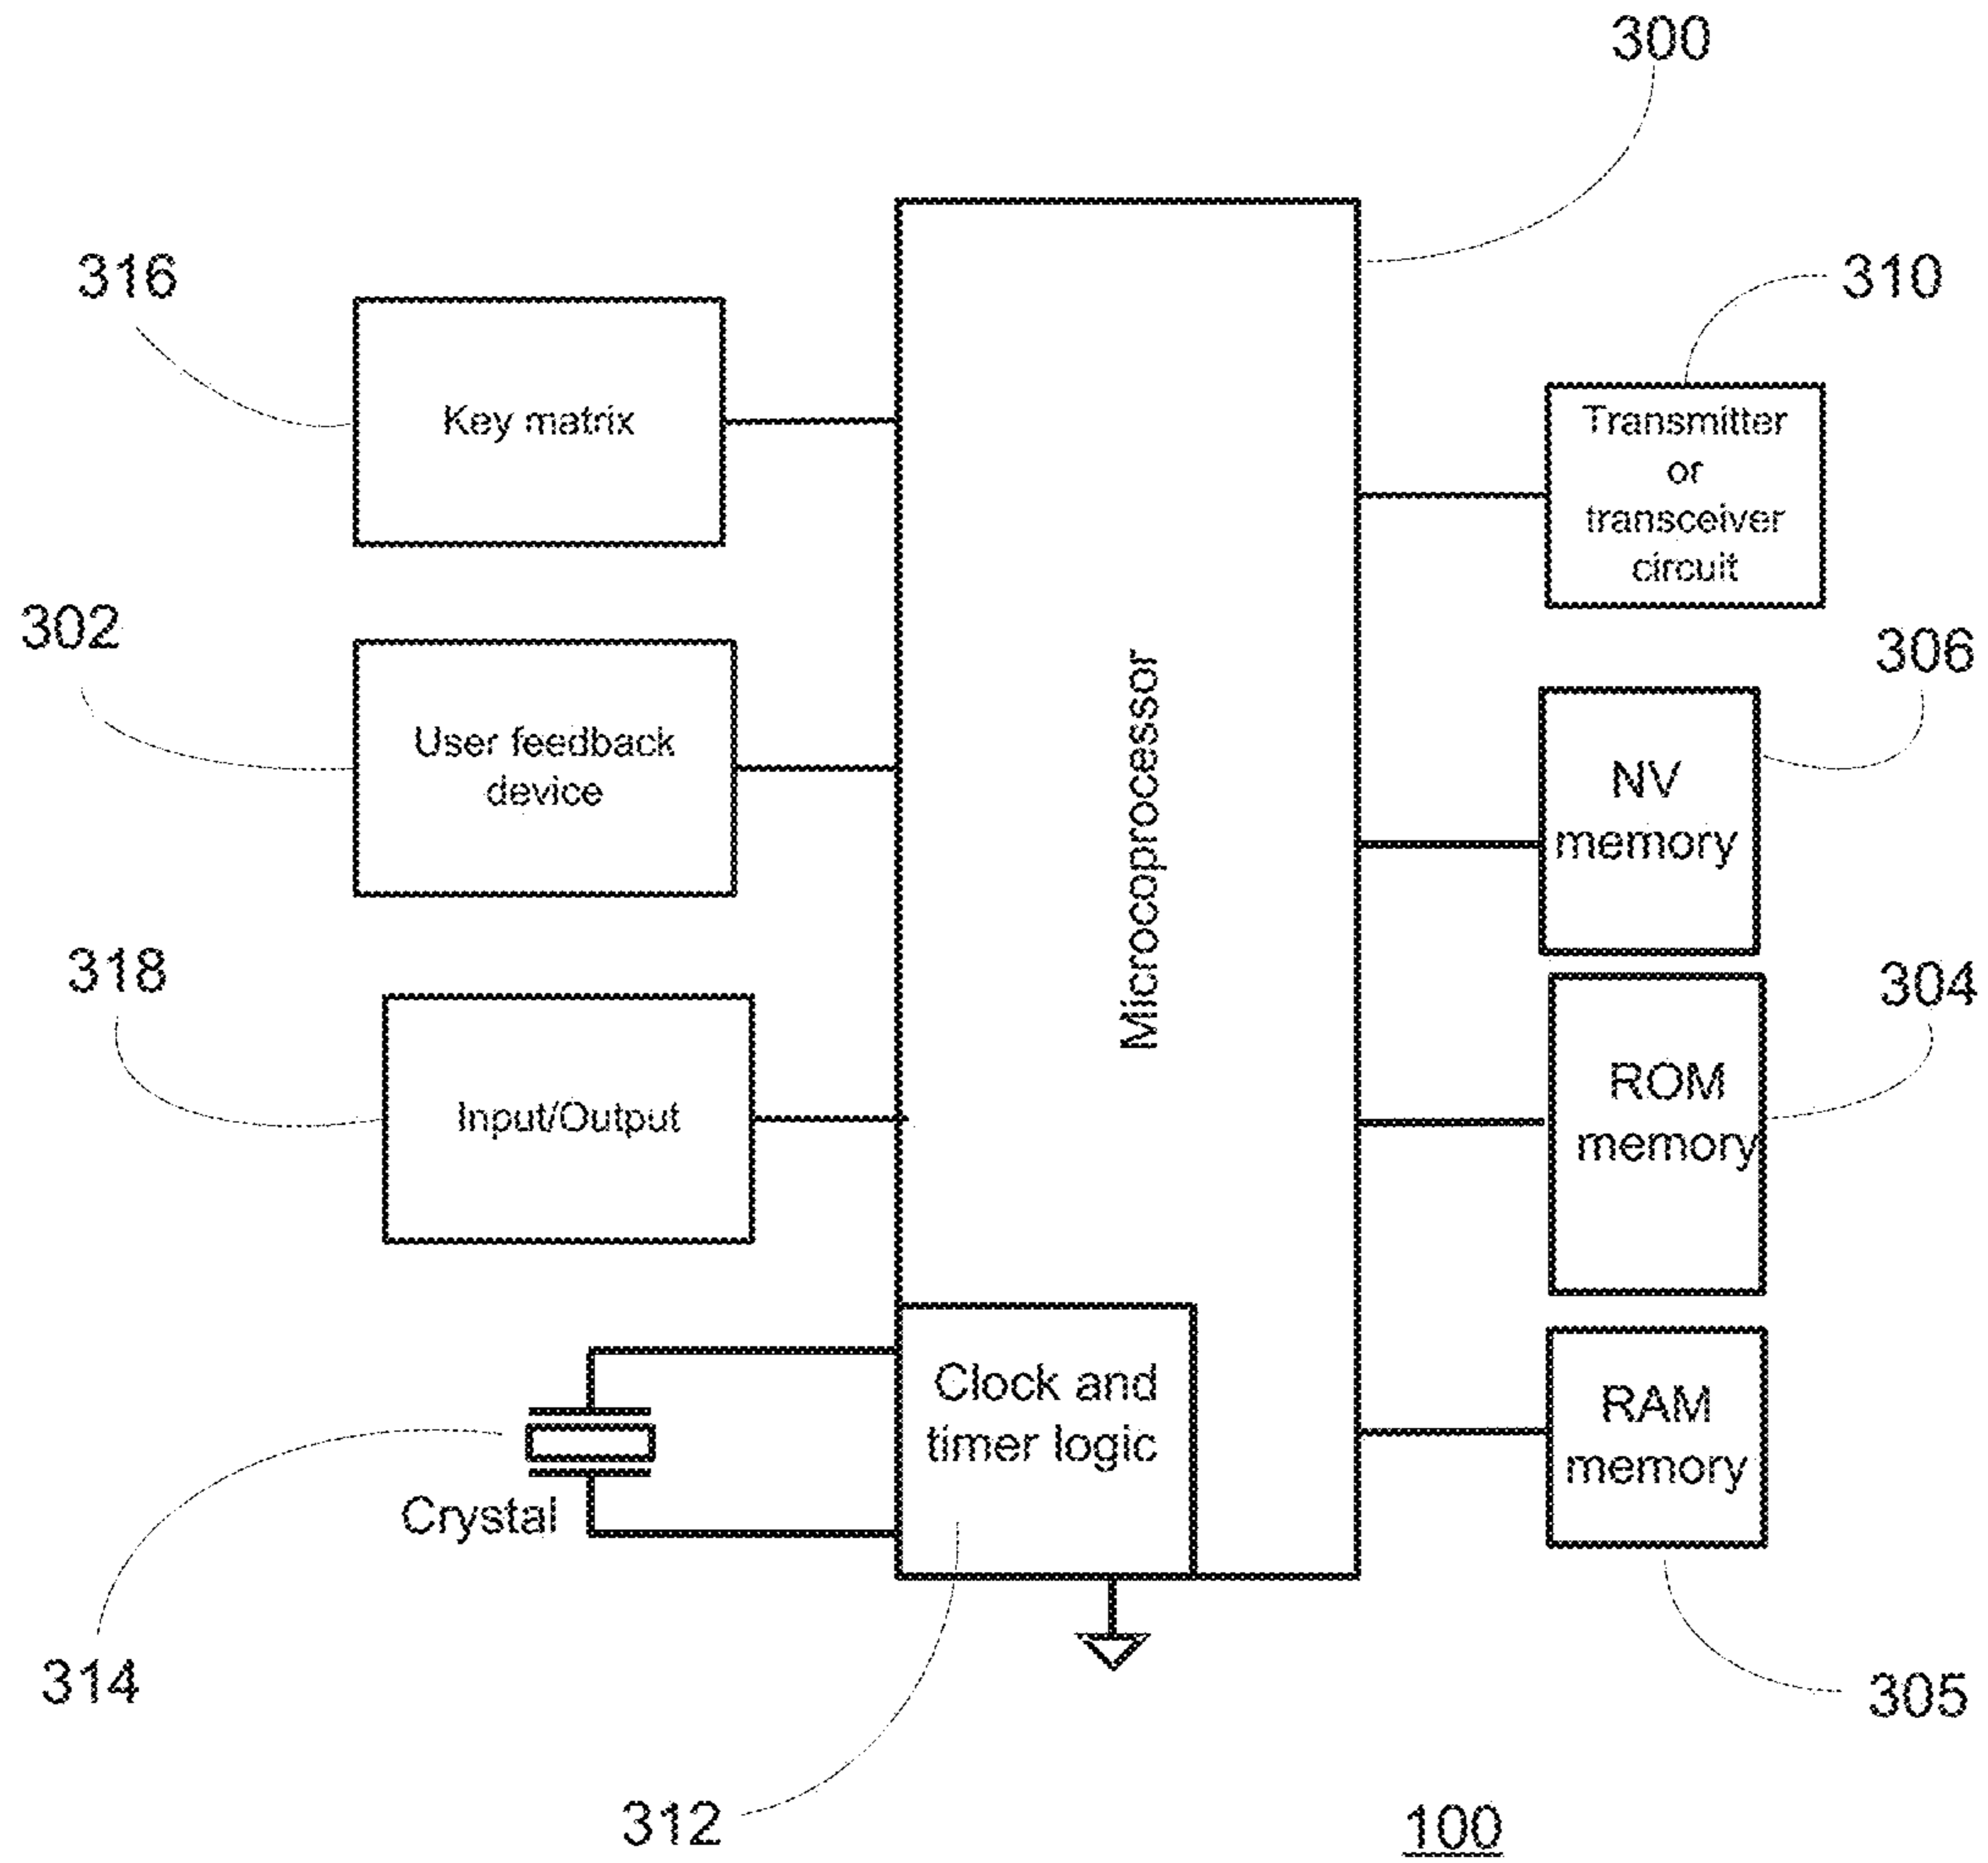 300
316
310
Key matrix
Transmitter
or
transceiver
circuit
302
306
User feedback
device
NV
memory
Microcoprocessor
318
304
Input/Output
ROM
memory
Clock and
timer logic
RAM
memory
Crystal
314
305
312
100